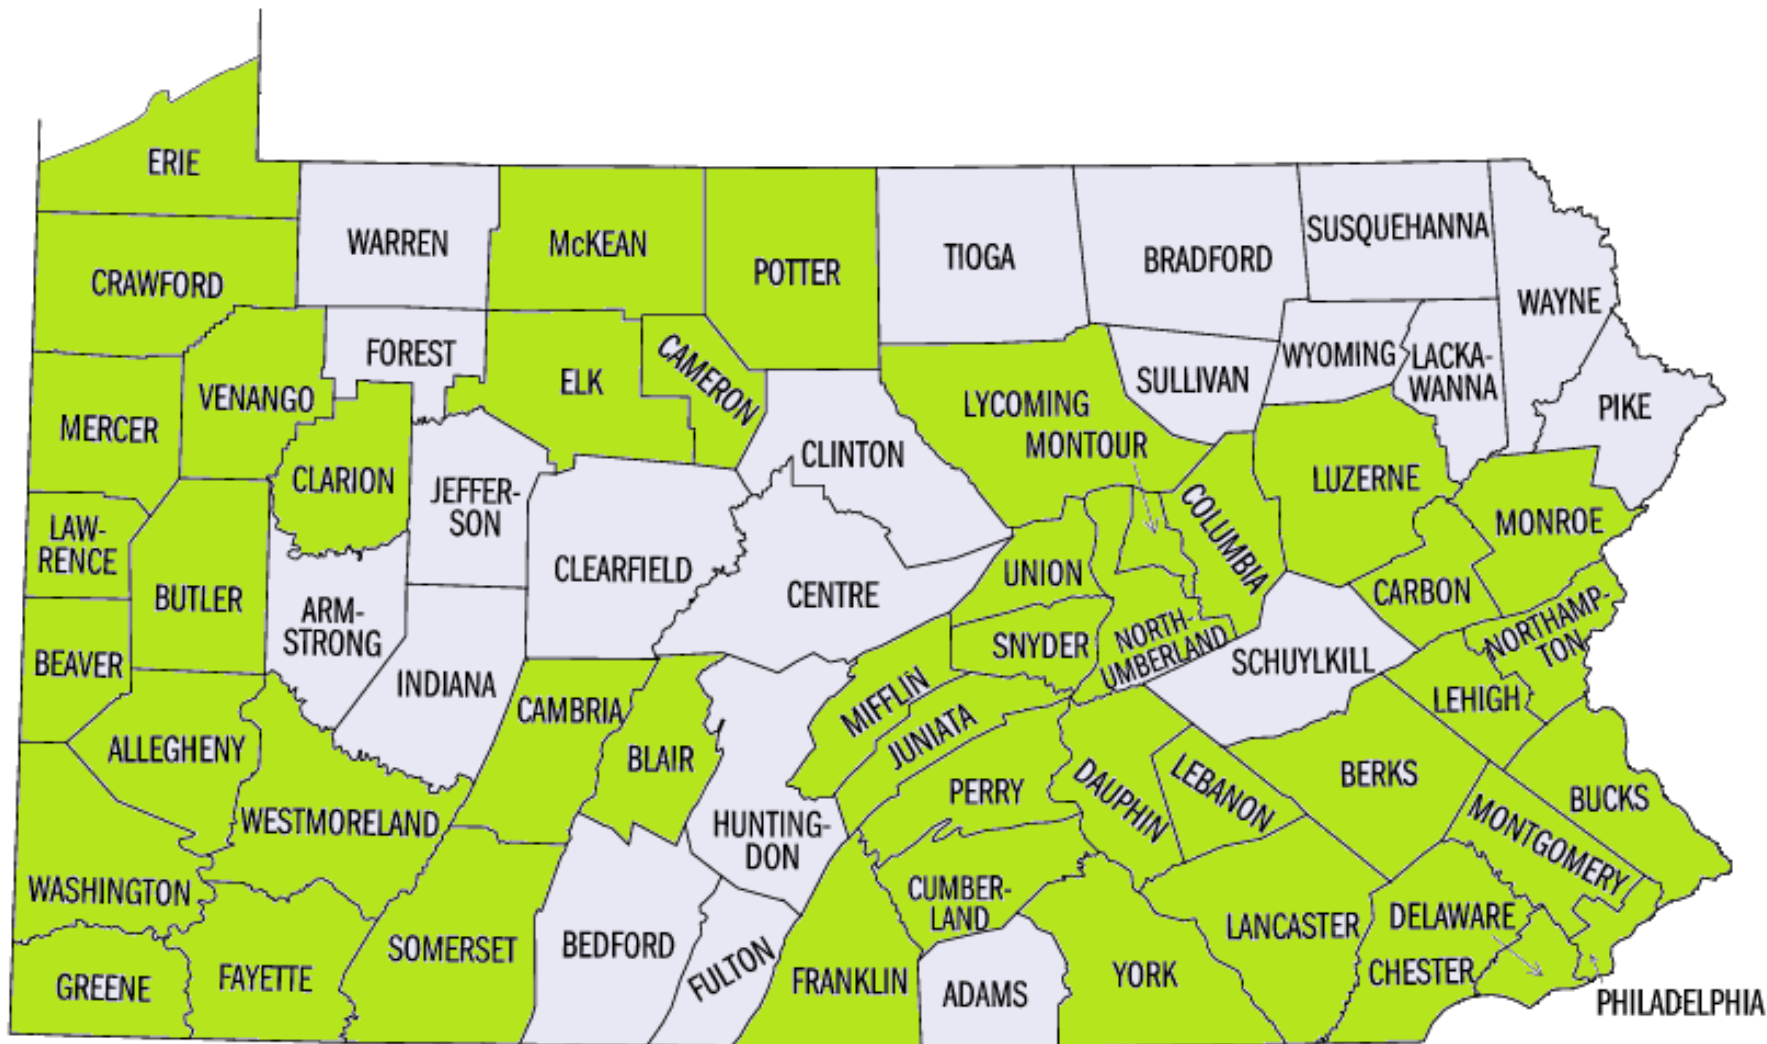 ERIE
WARREN
McKEAN
POTTER
TIOGA
BRADFORD
SUSQUEHANNA
WAYNE
CRAWFORD
FOREST
ELK
CAMERON
WYOMING
LACKA-
WANNA
PIKE
VENANGO
MERCER
SULLIVAN
LYCOMING
MONTOUR
CLINTON
CLARION
JEFFER-
SON
COLUMBIA
LUZERNE
MONROE
LAW-
RENCE
BUTLER
CLEARFIELD
CENTRE
UNION
CARBON
ARM-
STRONG
SNYDER
NORTH-
UMBERLAND
NORTHAMP-
TON
BEAVER
INDIANA
SCHUYLKILL
LEHIGH
CAMBRIA
MIFFLIN
JUNIATA
ALLEGHENY
BLAIR
PERRY
DAUPHIN
LEBANON
BERKS
BUCKS
WESTMORELAND
HUNTING-
DON
MONTGOMERY
WASHINGTON
CUMBER-
LAND
LANCASTER
DELAWARE
SOMERSET
BEDFORD
FULTON
GREENE
FAYETTE
FRANKLIN
ADAMS
YORK
CHESTER
PHILADELPHIA